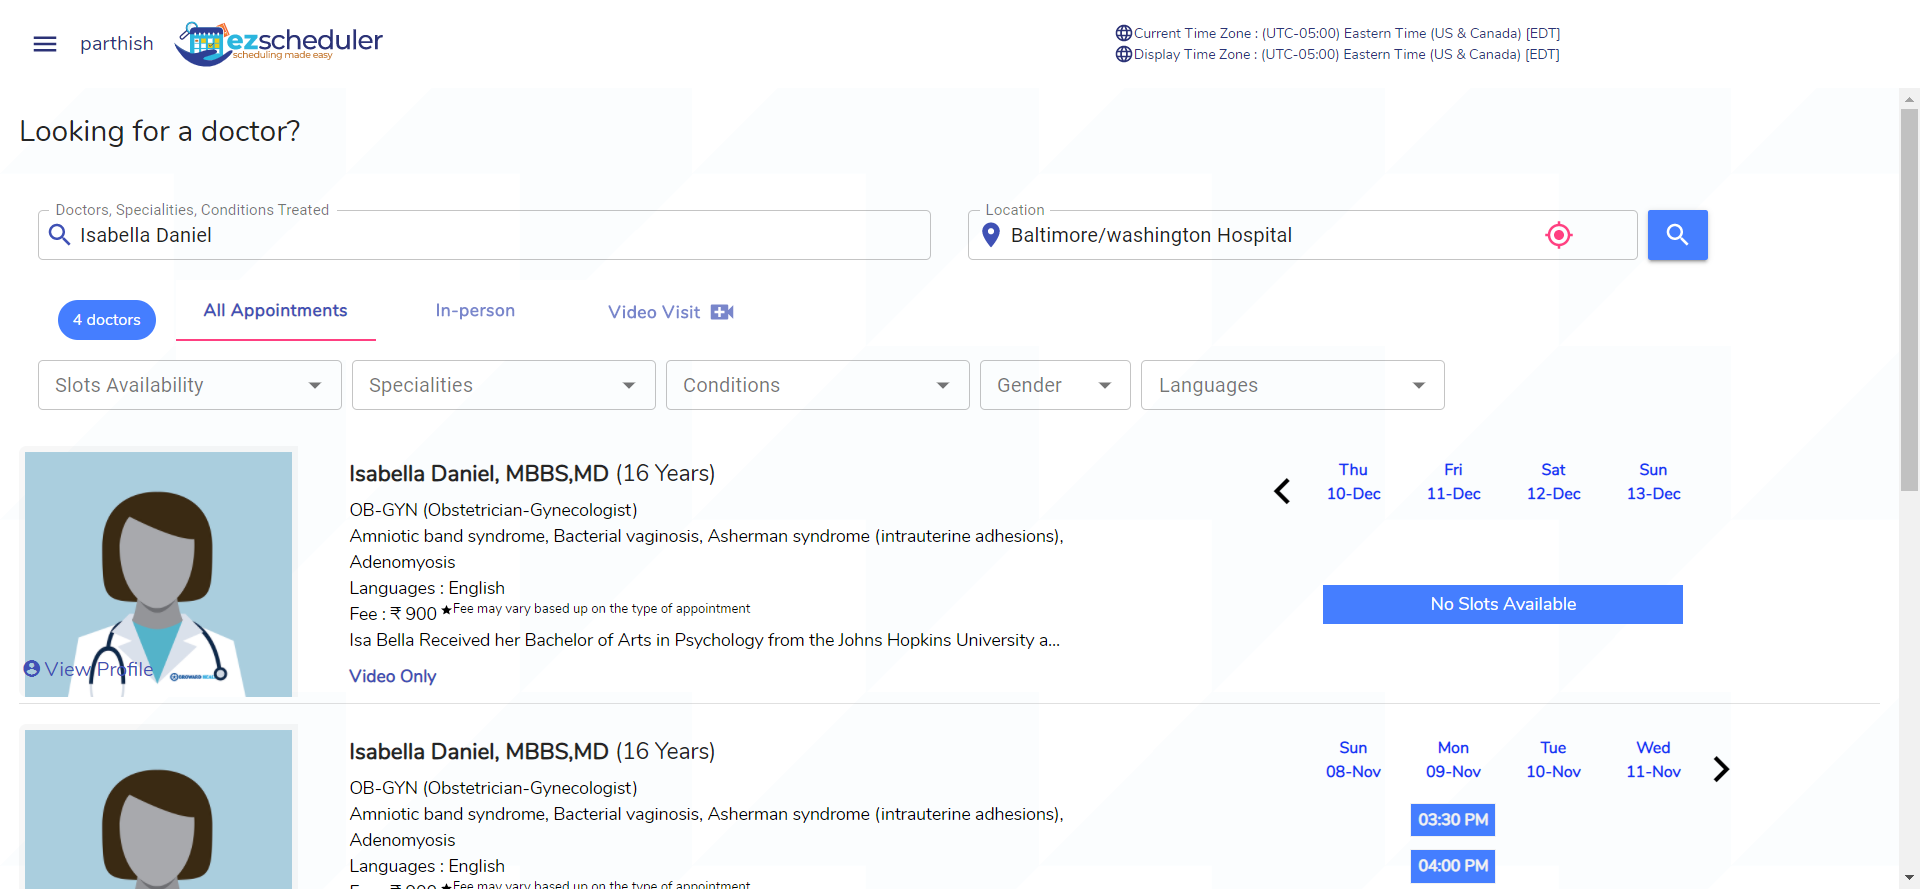 parthish
ezscheduler
scheduling made easy
Current Time Zone : (UTC-05:00) Eastern Time (US & Canada) [EDT]
Display Time Zone : (UTC-05:00) Eastern Time (US & Canada) [EDT]
Looking for a doctor?
Doctors, Specialities, Conditions Treated
Isabella Daniel
Location
Baltimore/washington Hospital
4 doctors
All Appointments
In-person
Video Visit
Slots Availability
Specialities
Conditions
Gender
Languages
Isabella Daniel, MBBS,MD (16 Years)
OB-GYN (Obstetrician-Gynecologist)
Amniotic band syndrome, Bacterial vaginosis, Asherman syndrome (intrauterine adhesions),
Adenomyosis
Languages : English
Fee : ₹ 900 ★Fee may vary based up on the type of appointment
Isa Bella Received her Bachelor of Arts in Psychology from the Johns Hopkins University a...
Video Only
View Profile
Thu Fri Sat Sun
10-Dec 11-Dec 12-Dec 13-Dec
No Slots Available
Isabella Daniel, MBBS,MD (16 Years)
OB-GYN (Obstetrician-Gynecologist)
Amniotic band syndrome, Bacterial vaginosis, Asherman syndrome (intrauterine adhesions),
Adenomyosis
Languages : English
Fee : ₹ 900 ★Fee may vary based up on the type of appointment
Sun Mon Tue Wed
08-Nov 09-Nov 10-Nov 11-Nov
03:30 PM
04:00 PM